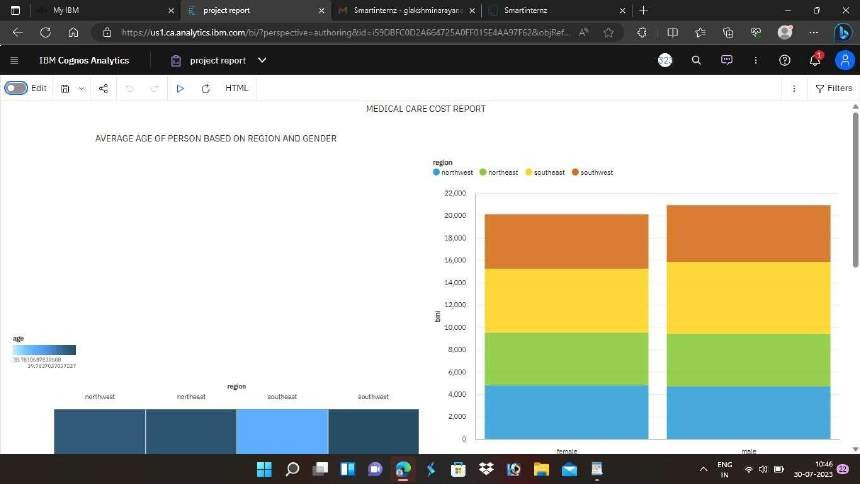 My IBM
project report
Smartinternz - glakshminarayan
Smartinternz
https://us1.ca.analytics.ibm.com/bi/?perspective=authoring&id=
IBM Cognos Analytics
project report
323
1
Edit
HTML
Filters
MEDICAL CARE COST REPORT
AVERAGE AGE OF PERSON BASED ON REGION AND GENDER
region
northwest northeast southeast southwest
22,000
20,000
18,000
16,000
14,000
12,000
10,000
8,000
6,000
4,000
2,000
0
bmi
female male
age
region
northwest northeast southeast southwest
ENG
IN
10:46
30-07-2023
22